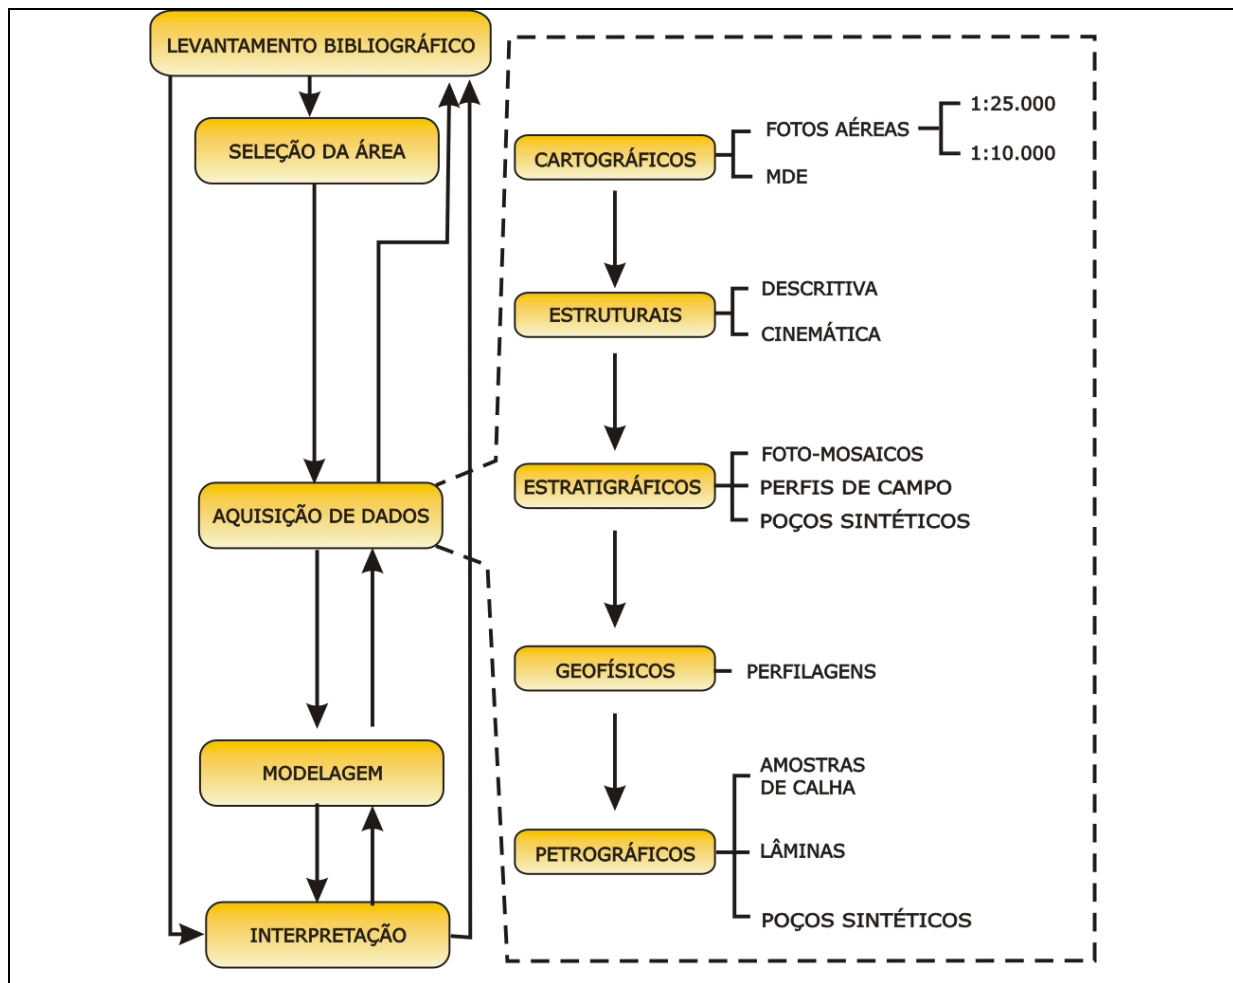 LEVANTAMENTO BIBLIOGRÁFICO
SELEÇÃO DA ÁREA
AQUISIÇÃO DE DADOS
MODELAGEM
INTERPRETAÇÃO
CARTOGRÁFICOS
FOTOS AÉREAS
1:25.000
1:10.000
MDE
ESTRUTURAIS
DESCRITIVA
CINEMÁTICA
ESTRATIGRÁFICOS
FOTO-MOSAICOS
PERFIS DE CAMPO
POÇOS SINTÉTICOS
GEOFÍSICOS
PERFILAGENS
PETROGRÁFICOS
AMOSTRAS
DE CALHA
LÂMINAS
POÇOS SINTÉTICOS